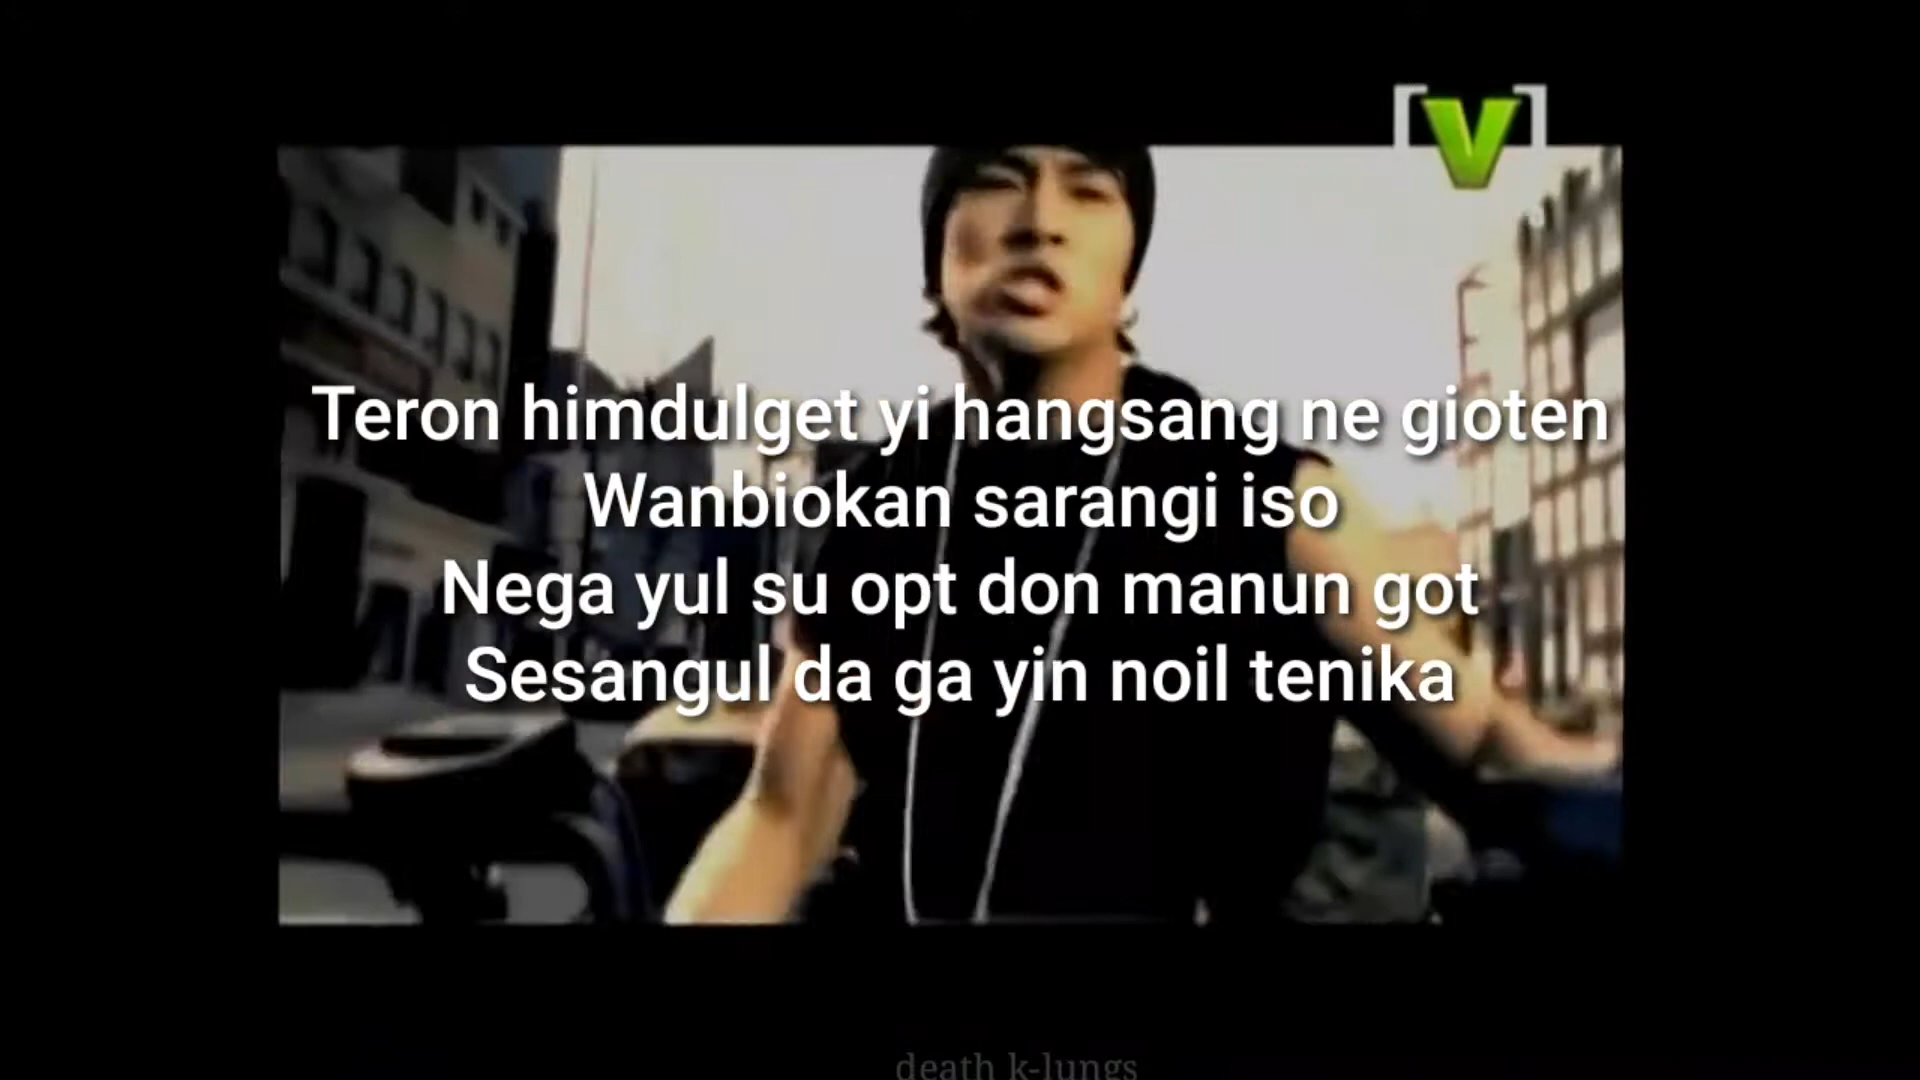 [V]
Teron himdulget yi hangsang ne gioten
Wanbiokan sarangi iso
Nega yul su opt don manun got
Sesangul da ga yin noil tenika
death k-lungs